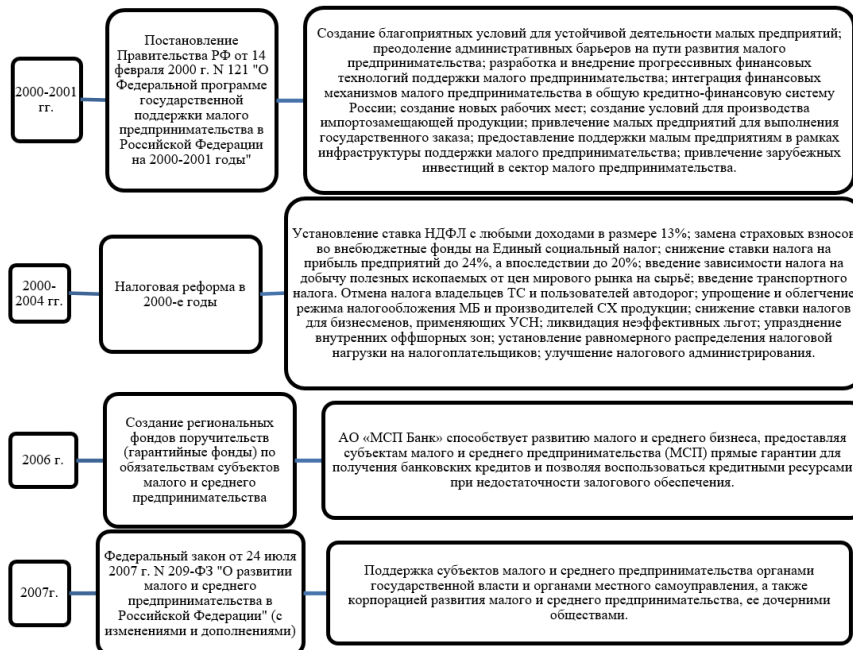 2000-2001
гг.
Постановление
Правительства РФ от 14
февраля 2000 г. N 121 "О
Федеральной программе
государственной
поддержки малого
предпринимательства в
Российской Федерации
на 2000-2001 годы"
Создание благоприятных условий для устойчивой деятельности малых предприятий;
преодоление административных барьеров на пути развития малого
предпринимательства; разработка и внедрение прогрессивных финансовых
технологий поддержки малого предпринимательства; интеграция финансовых
механизмов малого предпринимательства в общую кредитно-финансовую систему
России; создание новых рабочих мест; создание условий для производства
импортозамещающей продукции; привлечение малых предприятий для выполнения
государственного заказа; предоставление поддержки малым предприятиям в рамках
инфраструктуры поддержки малого предпринимательства; привлечение зарубежных
инвестиций в сектор малого предпринимательства.
2000-
2004 гг.
Налоговая реформа в
2000-е годы
Установление ставка НДФЛ с любыми доходами в размере 13%; замена страховых взносов
во внебюджетные фонды на Единый социальный налог; снижение ставки налога на
прибыль предприятий до 24%, а впоследствии до 20%; введение зависимости налога на
добычу полезных ископаемых от цен мирового рынка на сырьё; введение транспортного
налога. Отмена налога владельцев ТС и пользователей автодорог; упрощение и облегчение
режима налогообложения МБ и производителей СХ продукции; снижение ставки налогов
для бизнесменов, применяющих УСН; ликвидация неэффективных льгот; упразднение
внутренних оффшорных зон; установление равномерного распределения налоговой
нагрузки на налогоплательщиков; улучшение налогового администрирования.
2006 г.
Создание региональных
фондов поручительств
(гарантийные фонды) по
обязательствам субъектов
малого и среднего
предпринимательства
АО «МСП Банк» способствует развитию малого и среднего бизнеса, предоставляя
субъектам малого и среднего предпринимательства (МСП) прямые гарантии для
получения банковских кредитов и позволяя воспользоваться кредитными ресурсами
при недостаточности залогового обеспечения.
2007г.
Федеральный закон от 24 июля
2007 г. N 209-ФЗ "О развитии
малого и среднего
предпринимательства в
Российской Федерации" (с
изменениями и дополнениями)
Поддержка субъектов малого и среднего предпринимательства органами
государственной власти и органами местного самоуправления, а также
корпорацией развития малого и среднего предпринимательства, ее дочерними
обществами.